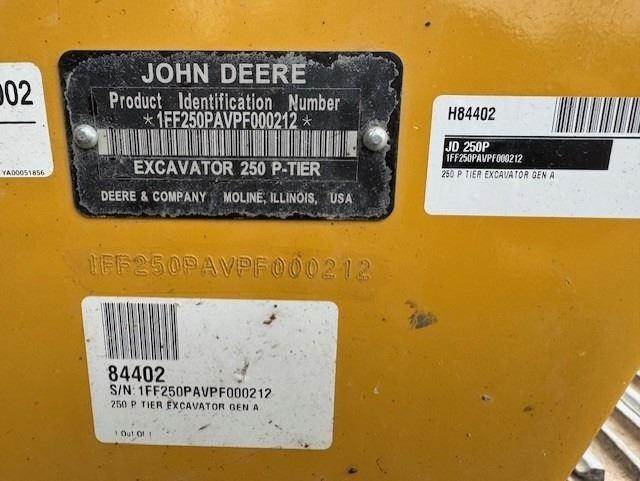 002
YA00051856
JOHN DEERE
Product Identification Number
*1FF250PAVPF000212*
EXCAVATOR 250 P-TIER
DEERE & COMPANY MOLINE, ILLINOIS, USA
H84402
JD 250P
1FF250PAVPF000212
250 P TIER EXCAVATOR GEN A
1FF250PAVPF000212
84402
S/N: 1FF250PAVPF000212
250 P TIER EXCAVATOR GEN A
1 Out Of 1